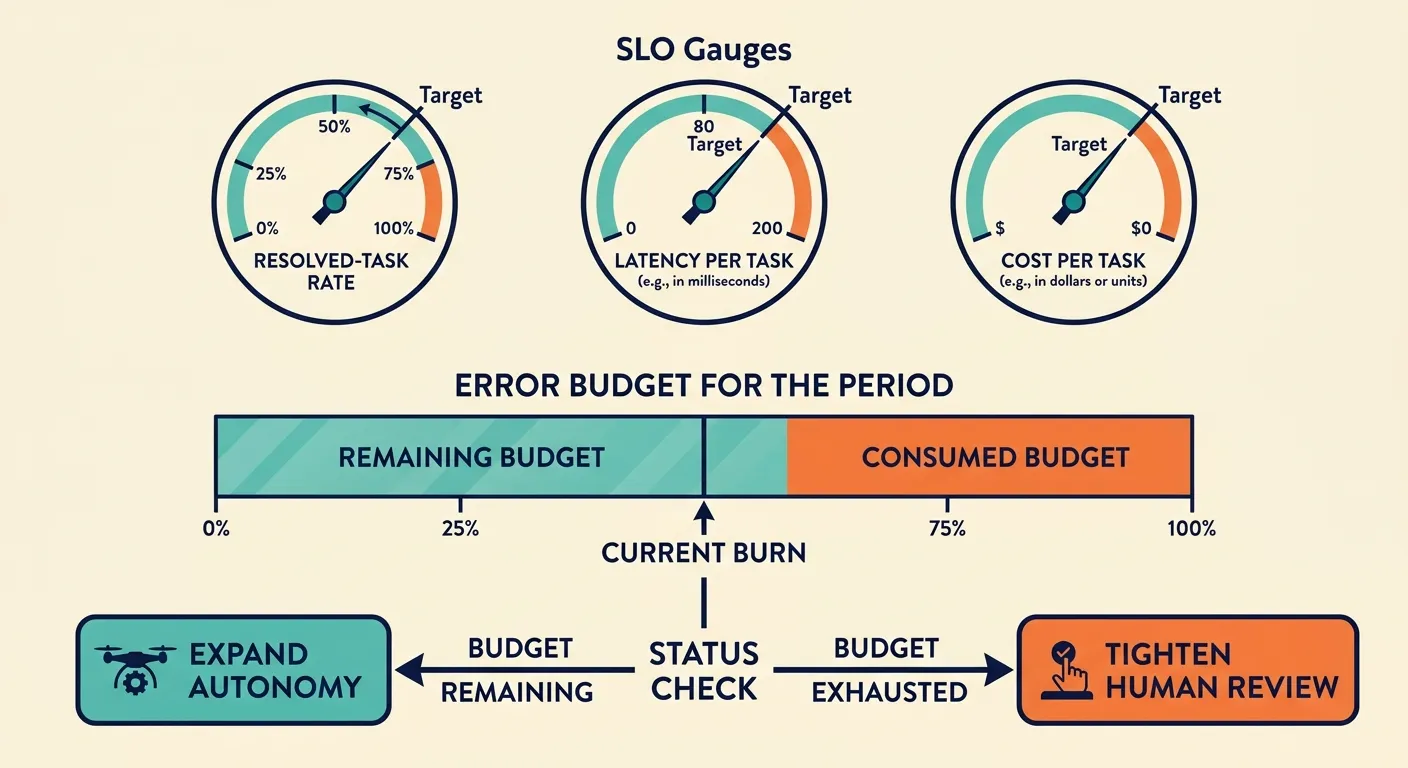 SLO Gauges
Target
50%
25%
75%
0%
100%
RESOLVED-TASK
RATE
Target
80
Target
0
200
LATENCY PER TASK
(e.g., in milliseconds)
Target
Target
$
$0
COST PER TASK
(e.g., in dollars or units)
ERROR BUDGET FOR THE PERIOD
REMAINING BUDGET
CONSUMED BUDGET
0%
25%
75%
100%
CURRENT BURN
EXPAND
AUTONOMY
BUDGET
REMAINING
STATUS
CHECK
BUDGET
EXHAUSTED
TIGHTEN
HUMAN REVIEW